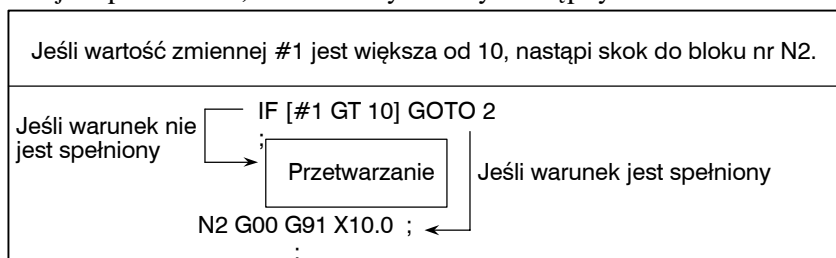 Jeśli wartość zmiennej #1 jest większa od 10, nastąpi skok do bloku nr N2.
IF [#1 GT 10] GOTO 2
Jeśli warunek nie
jest spełniony
;
Przetwarzanie
Jeśli warunek jest spełniony
N2 G00 G91 X10.0 ;
: